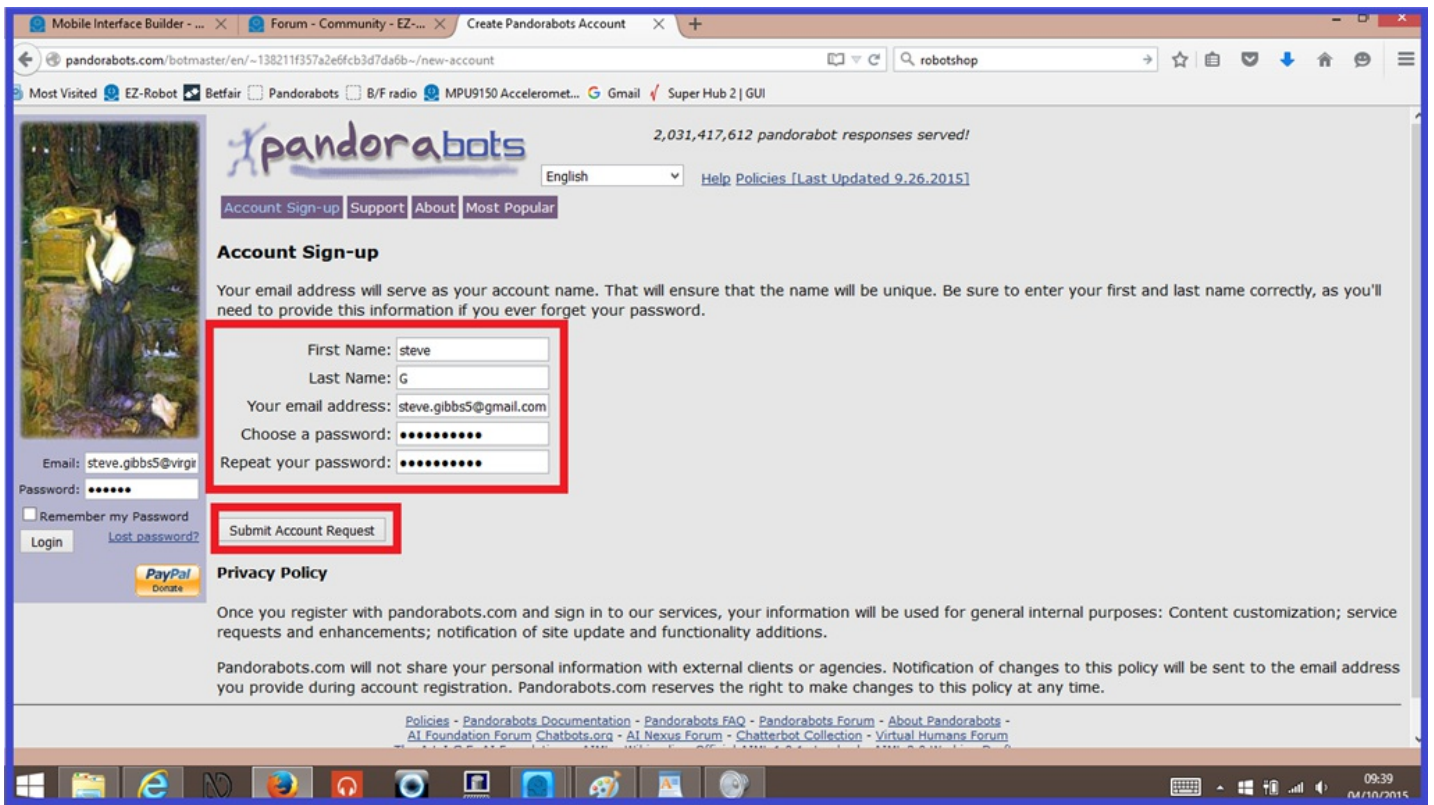 Mobile Interface Builder - ...
Forum - Community - EZ-...
Create Pandorabots Account
pandorabots.com/botmaster/en/~138211f357a2e6fcb3d7da6b~/new-account
robotshop
Most Visited EZ-Robot Betfair Pandorabots B/F radio MPU9150 Acceleromet... Gmail Super Hub 2 | GUI
pandorabots
2,031,417,612 pandorabot responses served!
English
Help Policies [Last Updated 9.26.2015]
Account Sign-up Support About Most Popular
Account Sign-up
Your email address will serve as your account name. That will ensure that the name will be unique. Be sure to enter your first and last name correctly, as you'll
need to provide this information if you ever forget your password.
First Name: steve
Last Name: G
Your email address: steve.gibbs5@gmail.com
Choose a password: ••••••••••
Repeat your password: ••••••••••
Email: steve.gibbs5@virgi
Password: ••••••
Remember my Password
Login Lost password?
Submit Account Request
PayPal
Donate
Privacy Policy
Once you register with pandorabots.com and sign in to our services, your information will be used for general internal purposes: Content customization; service
requests and enhancements; notification of site update and functionality additions.
Pandorabots.com will not share your personal information with external clients or agencies. Notification of changes to this policy will be sent to the email address
you provide during account registration. Pandorabots.com reserves the right to make changes to this policy at any time.
Policies - Pandorabots Documentation - Pandorabots FAQ - Pandorabots Forum - About Pandorabots -
AI Foundation Forum Chatbots.org - AI Nexus Forum - Chatterbot Collection - Virtual Humans Forum
09:39
04/10/2015